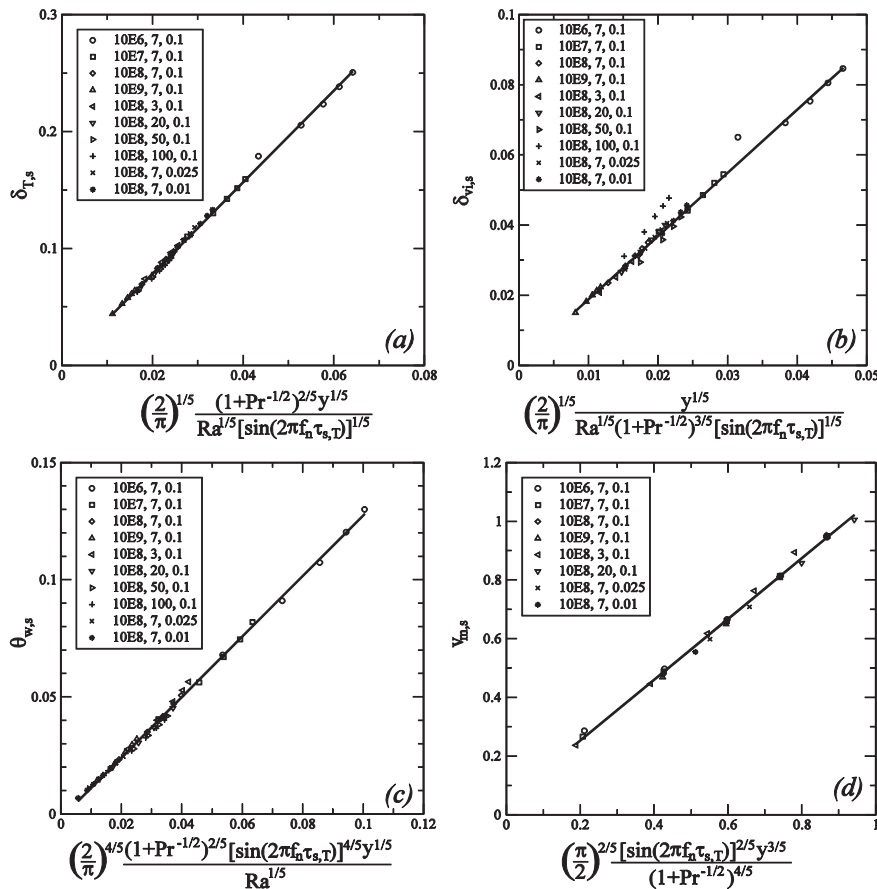 0.3
0.2
0.1
0
δT,s
10E6, 7, 0.1
10E7, 7, 0.1
10E8, 7, 0.1
10E9, 7, 0.1
10E8, 3, 0.1
10E8, 20, 0.1
10E8, 50, 0.1
10E8, 100, 0.1
10E8, 7, 0.025
10E8, 7, 0.01
(a)
0 0.02 0.04 0.06 0.08
(2/π)^1/5 (1+Pr^-1/2)^2/5 y^1/5 / Ra^1/5[sin(2πfnτs,T)]^1/5
0.1
0.08
0.06
0.04
0.02
0
δvi,s
10E6, 7, 0.1
10E7, 7, 0.1
10E8, 7, 0.1
10E9, 7, 0.1
10E8, 3, 0.1
10E8, 20, 0.1
10E8, 50, 0.1
10E8, 100, 0.1
10E8, 7, 0.025
10E8, 7, 0.01
(b)
0 0.01 0.02 0.03 0.04 0.05
(2/π)^1/5 y^1/5 / Ra^1/5(1+Pr^-1/2)^3/5[sin(2πfnτs,T)]^1/5
0.15
0.1
0.05
0
θw,s
10E6, 7, 0.1
10E7, 7, 0.1
10E8, 7, 0.1
10E9, 7, 0.1
10E8, 3, 0.1
10E8, 20, 0.1
10E8, 50, 0.1
10E8, 100, 0.1
10E8, 7, 0.025
10E8, 7, 0.01
(c)
0 0.02 0.04 0.06 0.08 0.1 0.12
(2/π)^4/5 (1+Pr^-1/2)^2/5[sin(2πfnτs,T)]^4/5 y^1/5 / Ra^1/5
1.2
1
0.8
0.6
0.4
0.2
0
vm,s
10E6, 7, 0.1
10E7, 7, 0.1
10E8, 7, 0.1
10E9, 7, 0.1
10E8, 3, 0.1
10E8, 20, 0.1
10E8, 7, 0.025
10E8, 7, 0.01
(d)
0 0.2 0.4 0.6 0.8 1
(π/2)^2/5 [sin(2πfnτs,T)]^2/5 y^3/5 / (1+Pr^-1/2)^4/5